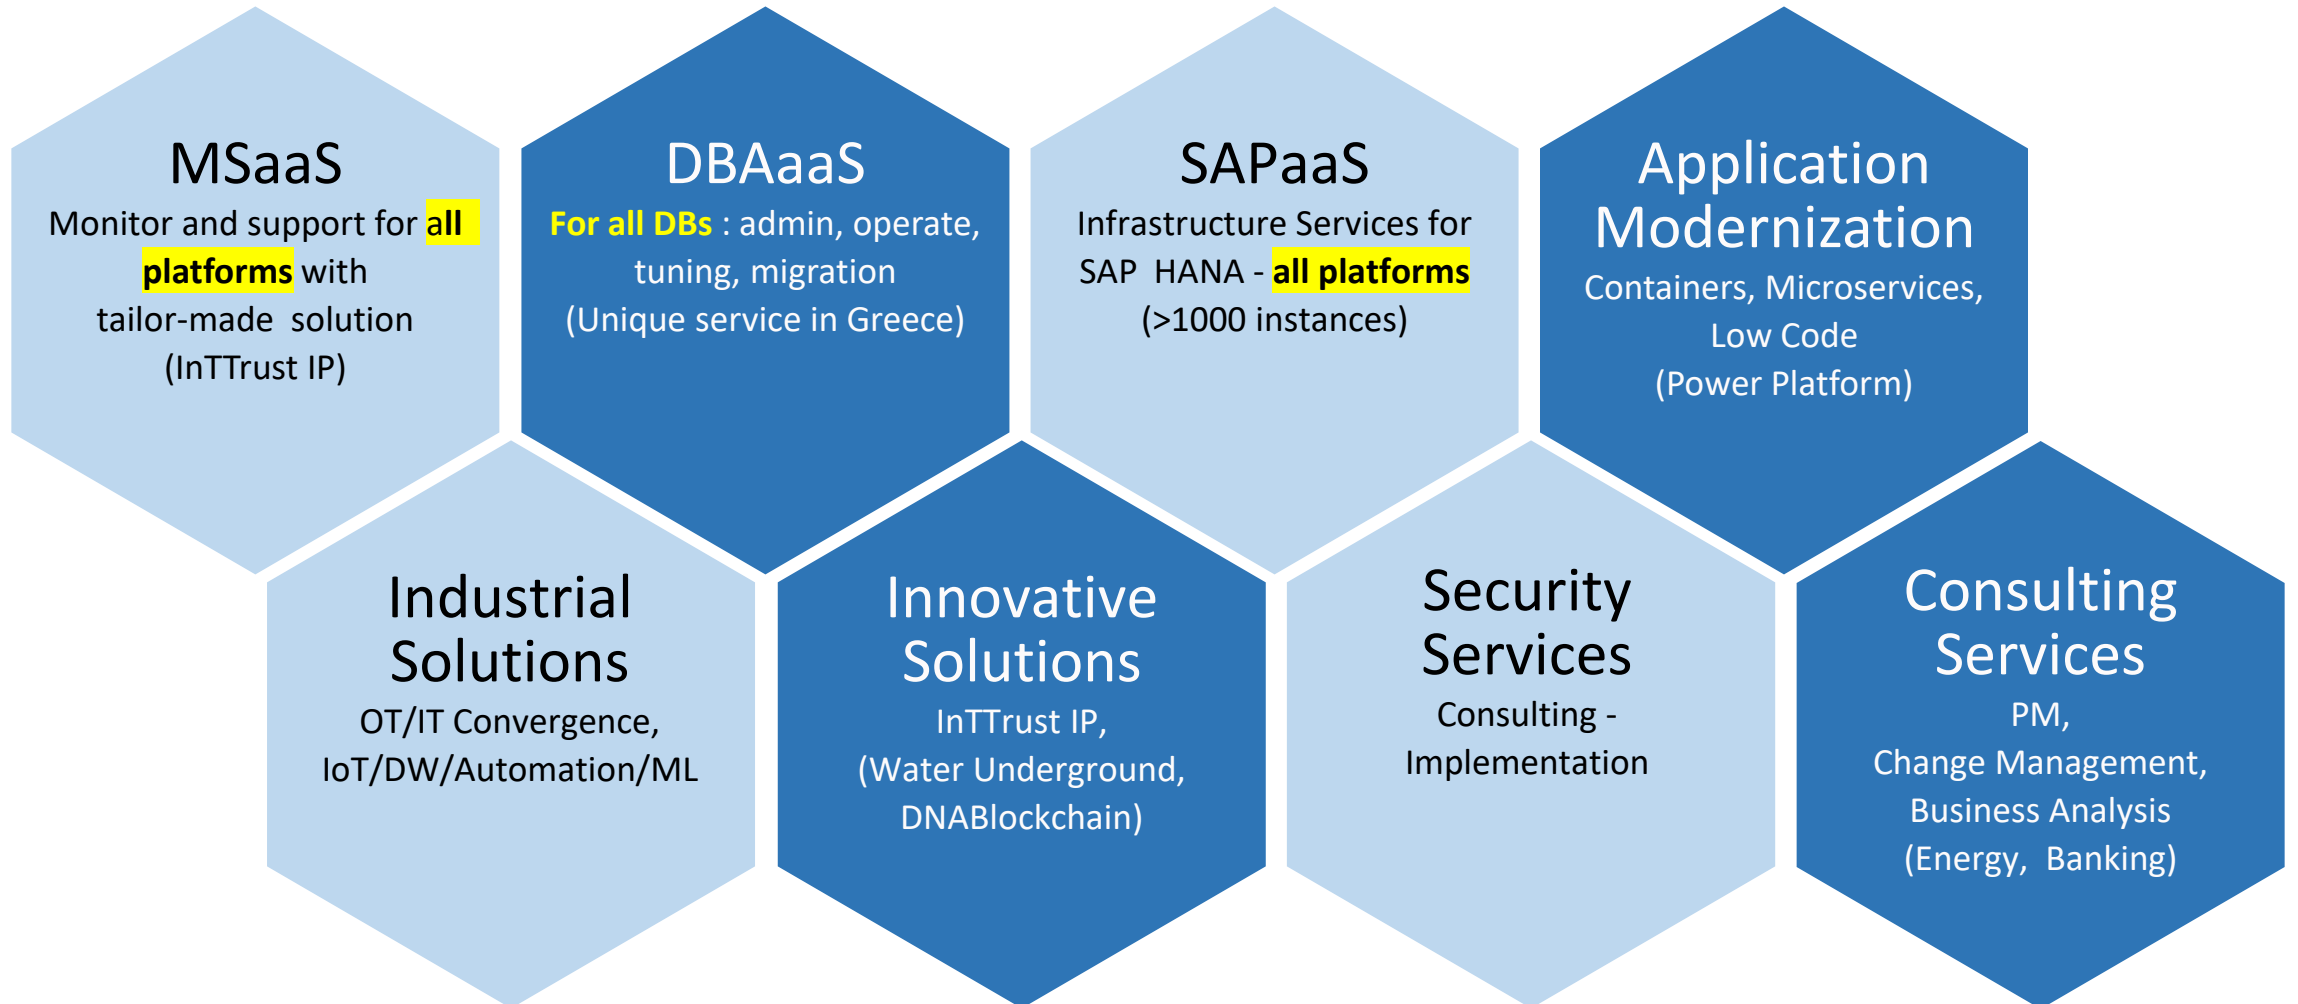 MSaaS
Monitor and support for all
platforms with
tailor-made solution
(InTTrust IP)
DBAaaS
For all DBs : admin, operate,
tuning, migration
(Unique service in Greece)
SAPaaS
Infrastructure Services for
SAP HANA - all platforms
(>1000 instances)
Application
Modernization
Containers, Microservices,
Low Code
(Power Platform)
Industrial
Solutions
OT/IT Convergence,
IoT/DW/Automation/ML
Innovative
Solutions
InTTrust IP,
(Water Underground,
DNABlockchain)
Security
Services
Consulting -
Implementation
Consulting
Services
PM,
Change Management,
Business Analysis
(Energy, Banking)